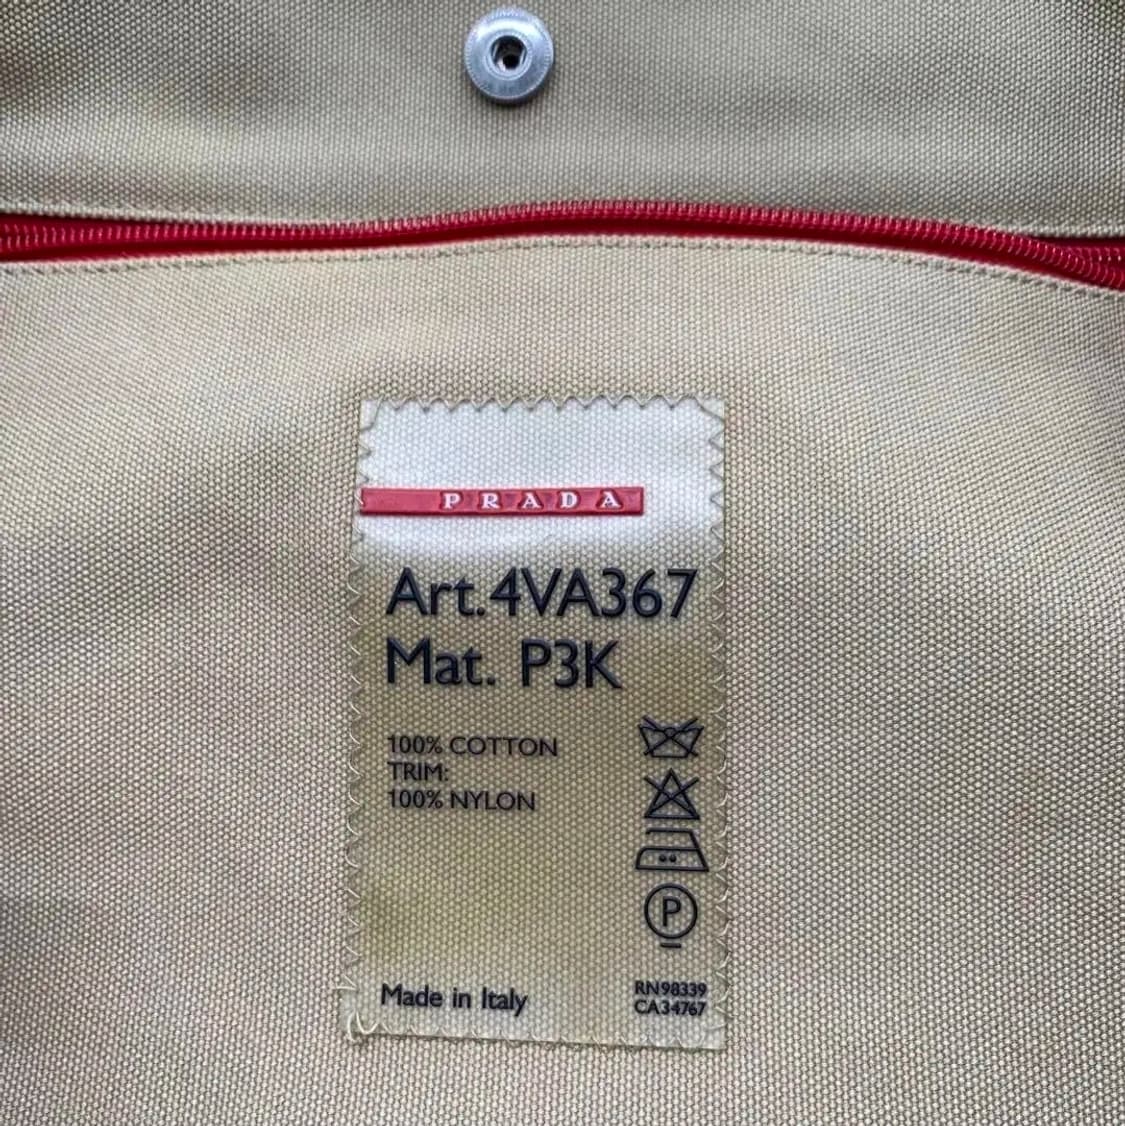 PRADA
Art. 4VA367
Mat. P3K
100% COTTON
TRIM:
100% NYLON
P
Made in Italy
RN98339
CA34767